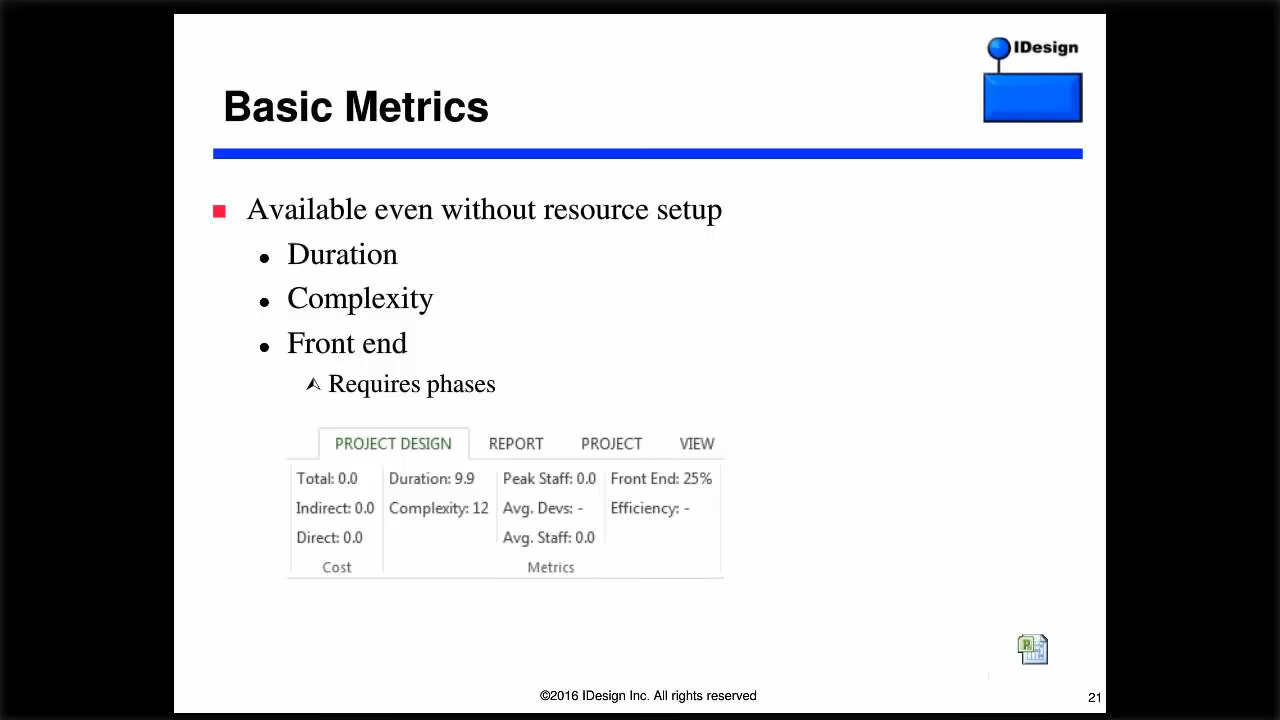 IDesign
Basic Metrics
Available even without resource setup
Duration
Complexity
Front end
Requires phases
PROJECT DESIGN REPORT PROJECT VIEW
Total: 0.0 Duration: 9.9 Peak Staff: 0.0 Front End: 25%
Indirect: 0.0 Complexity: 12 Avg. Devs: - Efficiency: -
Direct: 0.0 Avg. Staff: 0.0
Cost Metrics
P
©2016 IDesign Inc. All rights reserved
21